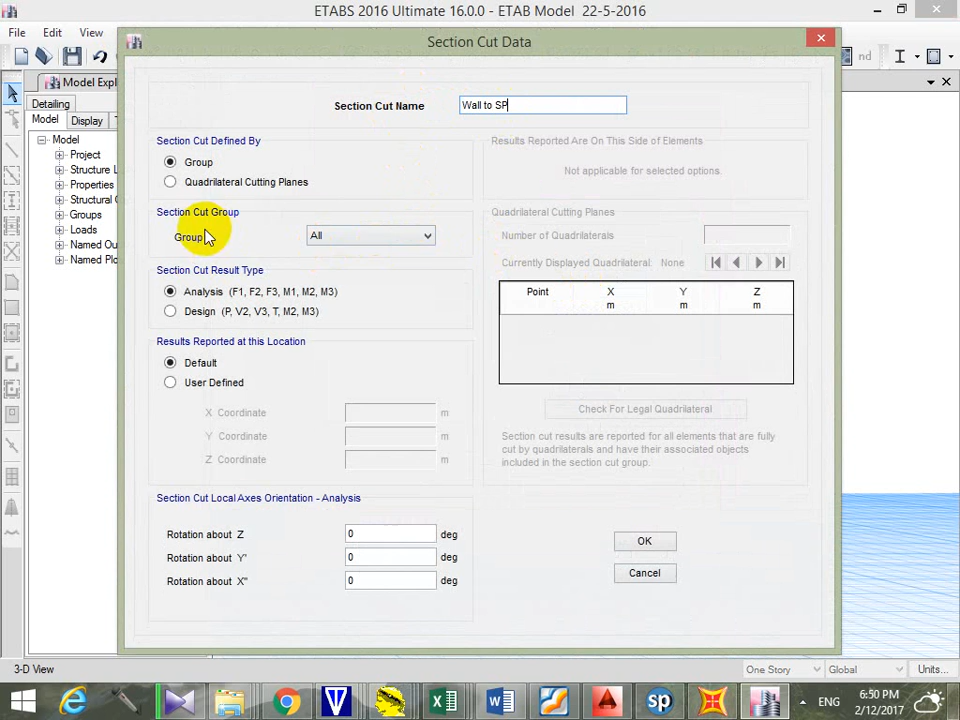 ETABS 2016 Ultimate 16.0.0 - ETAB Model 22-5-2016
File Edit View
nd
Section Cut Data
Model Expl
Detailing
Model Display
Model
Project
Structure L
Properties
Structural
Groups
Loads
Named Ou
Named Plo
Section Cut Name Wall to SP
Section Cut Defined By
Group
Quadrilateral Cutting Planes
Section Cut Group
Group All
Section Cut Result Type
Analysis (F1, F2, F3, M1, M2, M3)
Design (P, V2, V3, T, M2, M3)
Results Reported at this Location
Default
User Defined
X Coordinate m
Y Coordinate m
Z Coordinate m
Section Cut Local Axes Orientation - Analysis
Rotation about Z 0 deg
Rotation about Y' 0 deg
Rotation about X" 0 deg
Results Reported Are On This Side of Elements
Not applicable for selected options.
Quadrilateral Cutting Planes
Number of Quadrilaterals
Currently Displayed Quadrilateral: None
Point X Y Z
m m m
Check For Legal Quadrilateral
Section cut results are reported for all elements that are fully
cut by quadrilaterals and have their associated objects
included in the section cut group.
OK
Cancel
3-D View One Story Global Units...
sp
ENG
6:50 PM
2/12/2017